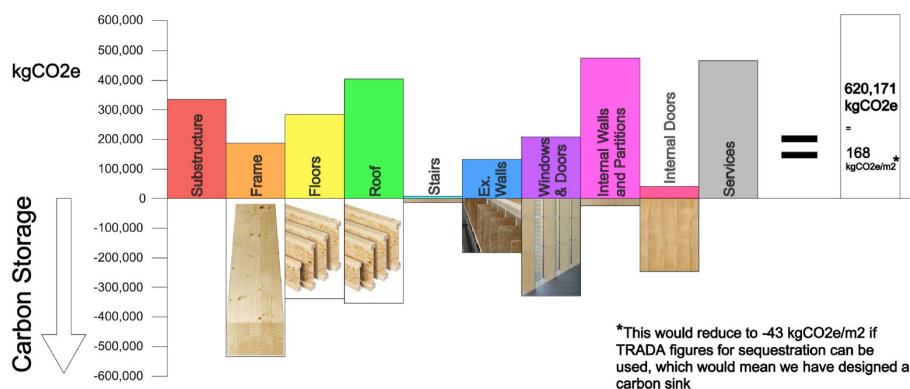 600,000
500,000
kgCO2e
400,000
300,000
200,000
100,000
0
-100,000
-200,000
-300,000
-400,000
-500,000
-600,000
Carbon Storage
Substructure
Frame
Floors
Roof
Stairs
Ex.
Walls
Windows
& Doors
Internal Walls
and Partitions
Internal Doors
Services
=
620,171
kgCO2e
=
168
kgCO2e/m2*
*This would reduce to -43 kgCO2e/m2 if
TRADA figures for sequestration can be
used, which would mean we have designed a
carbon sink